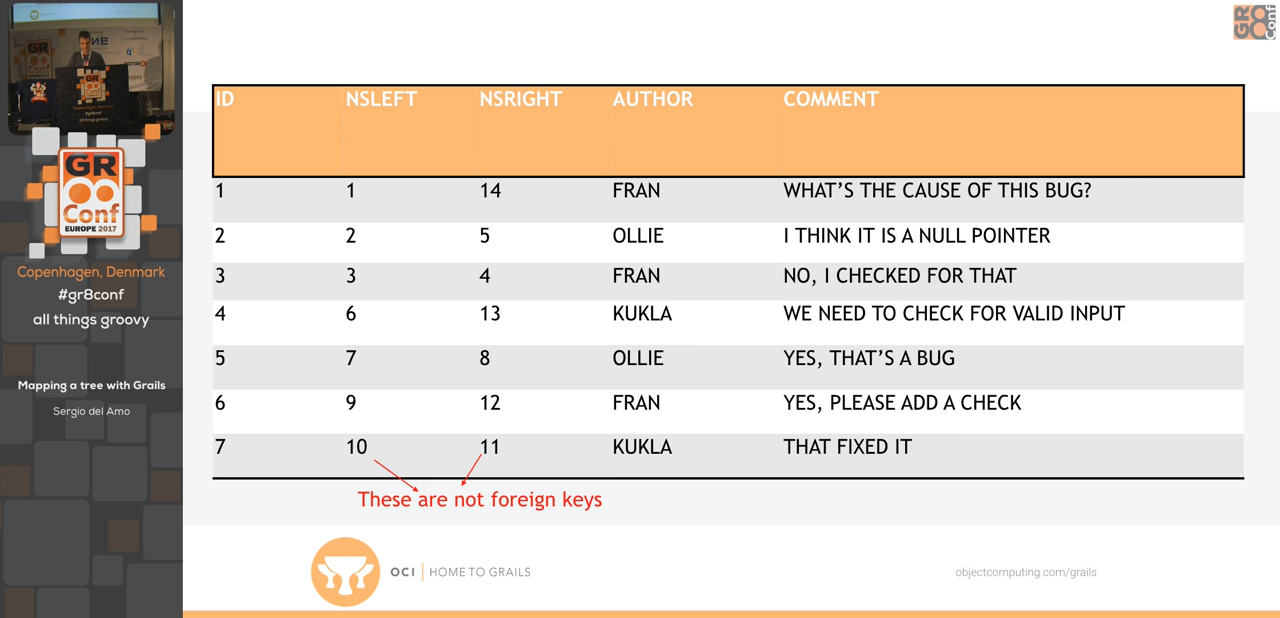 GR
Conf
EUROPE 2017
Copenhagen, Denmark
#gr8conf
all things groovy
Mapping a tree with Grails
Sergio del Amo
GR8Conf
ID NSLEFT NSRIGHT AUTHOR COMMENT
1 1 14 FRAN WHAT’S THE CAUSE OF THIS BUG?
2 2 5 OLLIE I THINK IT IS A NULL POINTER
3 3 4 FRAN NO, I CHECKED FOR THAT
4 6 13 KUKLA WE NEED TO CHECK FOR VALID INPUT
5 7 8 OLLIE YES, THAT’S A BUG
6 9 12 FRAN YES, PLEASE ADD A CHECK
7 10 11 KUKLA THAT FIXED IT
These are not foreign keys
OCI | HOME TO GRAILS
objectcomputing.com/grails